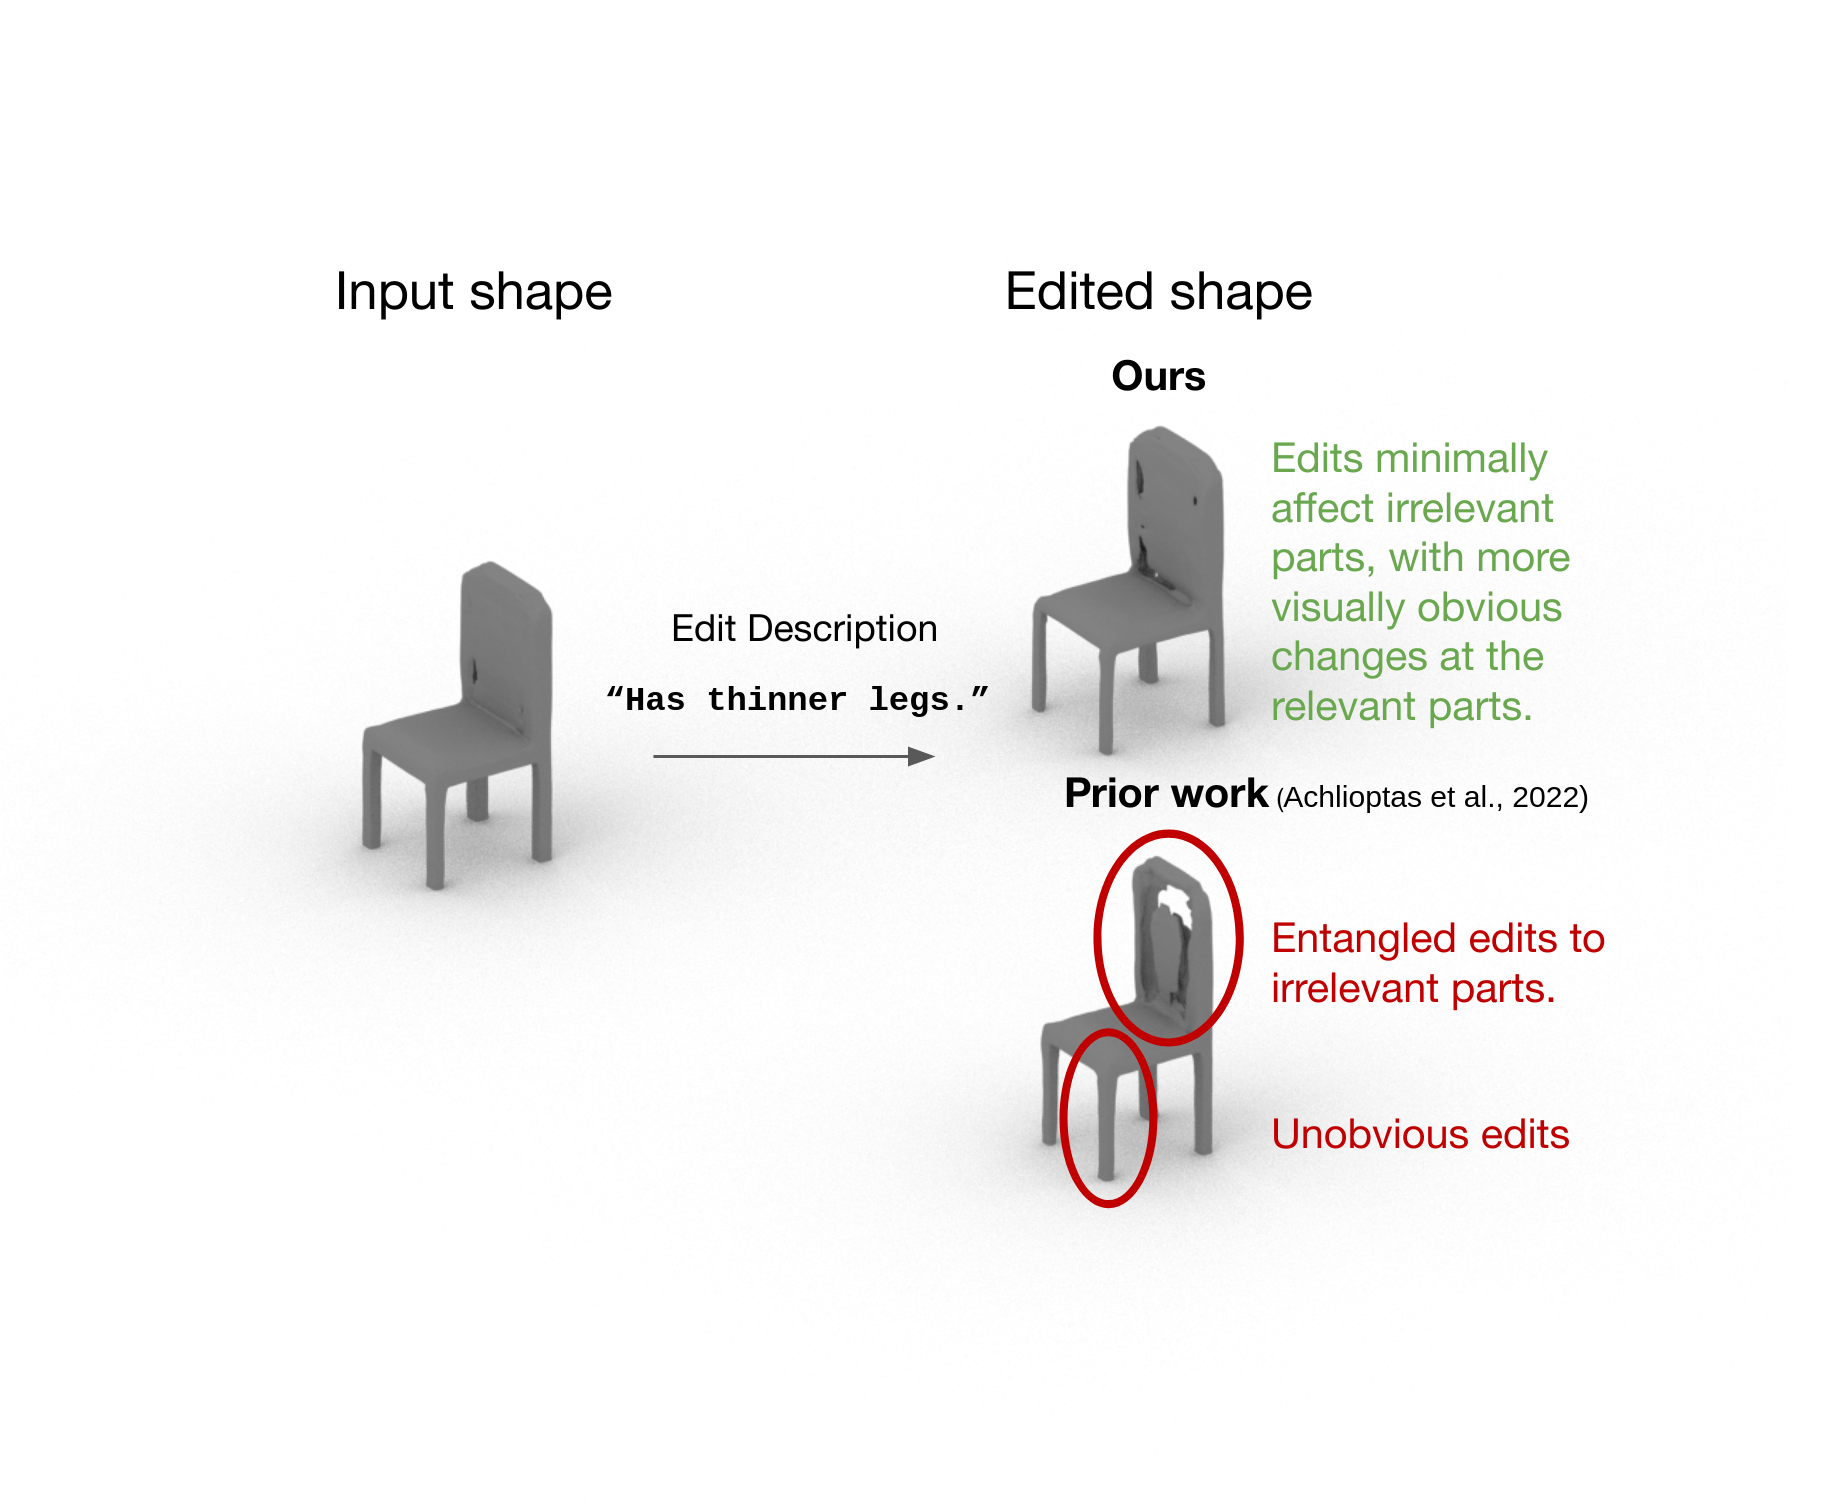 Input shape
Edited shape
Ours
Edits minimally
affect irrelevant
parts, with more
visually obvious
changes at the
relevant parts.
Edit Description
“Has thinner legs.”
Prior work (Achlioptas et al., 2022)
Entangled edits to
irrelevant parts.
Unobvious edits